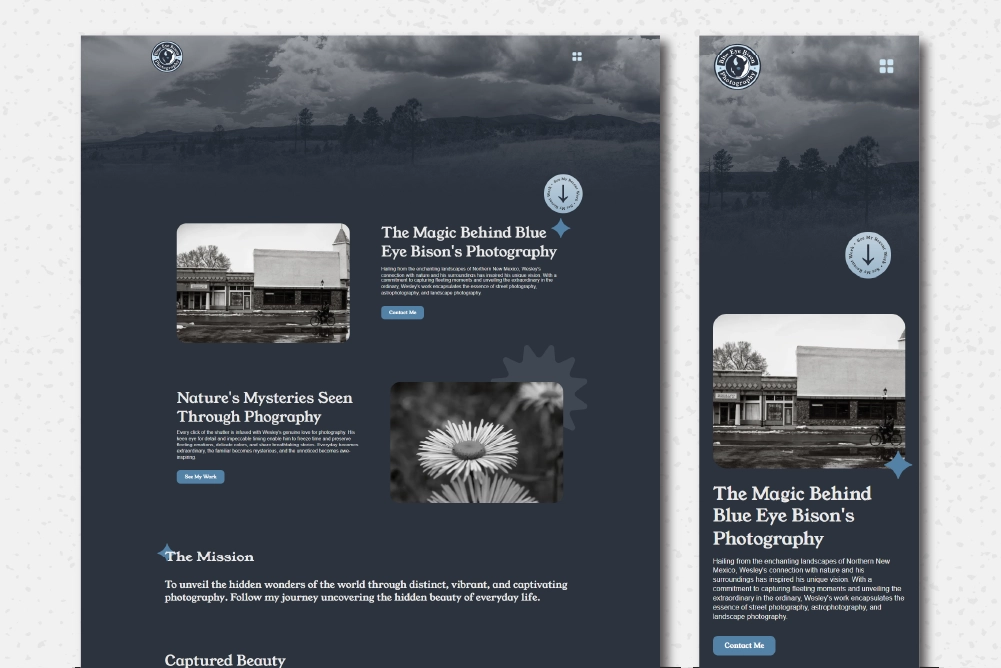 Blue Eye Bison
Photography
The Magic Behind Blue
Eye Bison's Photography
Hailing from the enchanting landscapes of Northern New Mexico, Wesley's
connection with nature and his surroundings has inspired his unique vision. With a
commitment to capturing fleeting moments and unveiling the extraordinary in the
ordinary, Wesley's work encapsulates the essence of street photography,
astrophotography, and landscape photography.
Contact Me
Nature's Mysteries Seen
Through Phography
Every click of the shutter is infused with Wesley's genuine love for photography. His
keen eye for detail and impeccable timing enable him to freeze time and preserve
fleeting emotions, delicate colors, and share breathtaking stories. Everyday becomes
extraordinary, the familiar becomes mysterious, and the unnoticed becomes awe-
inspiring.
See My Work
The Mission
To unveil the hidden wonders of the world through distinct, vibrant, and captivating
photography. Follow my journey uncovering the hidden beauty of everyday life.
Captured Beauty
Blue Eye Bison
Photography
The Magic Behind
Blue Eye Bison's
Photography
Hailing from the enchanting landscapes of Northern New
Mexico, Wesley's connection with nature and his
surroundings has inspired his unique vision. With a
commitment to capturing fleeting moments and unveiling the
extraordinary in the ordinary, Wesley's work encapsulates the
essence of street photography, astrophotography, and
landscape photography.
Contact Me